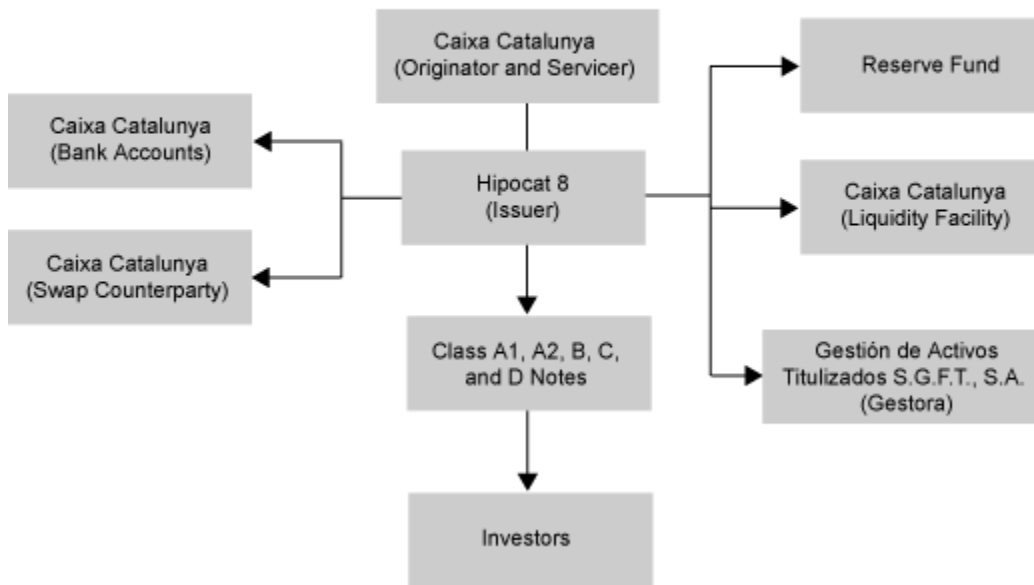 Caixa Catalunya
(Originator and Servicer)
Reserve Fund
Caixa Catalunya
(Bank Accounts)
Hipocat 8
(Issuer)
Caixa Catalunya
(Liquidity Facility)
Caixa Catalunya
(Swap Counterparty)
Class A1, A2, B, C,
and D Notes
Gestión de Activos
Titulizados S.G.F.T., S.A.
(Gestora)
Investors